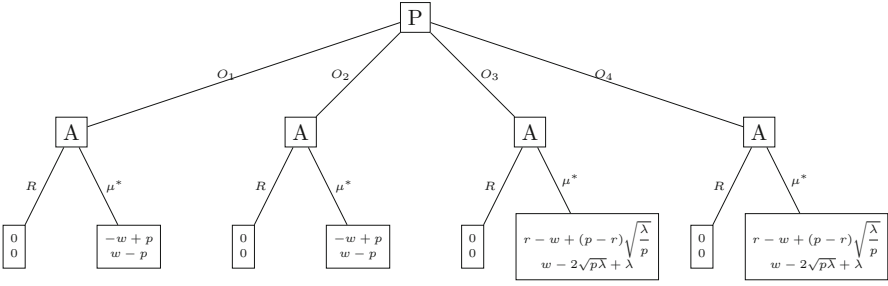 P
O₁ O₂ O₃ O₄
A A A A
R μ* R μ* R μ* R μ*
0 −w + p 0 −w + p 0 r − w + (p − r)√(λ/p) 0 r − w + (p − r)√(λ/p)
0 w − p 0 w − p 0 w − 2√(pλ) + λ 0 w − 2√(pλ) + λ